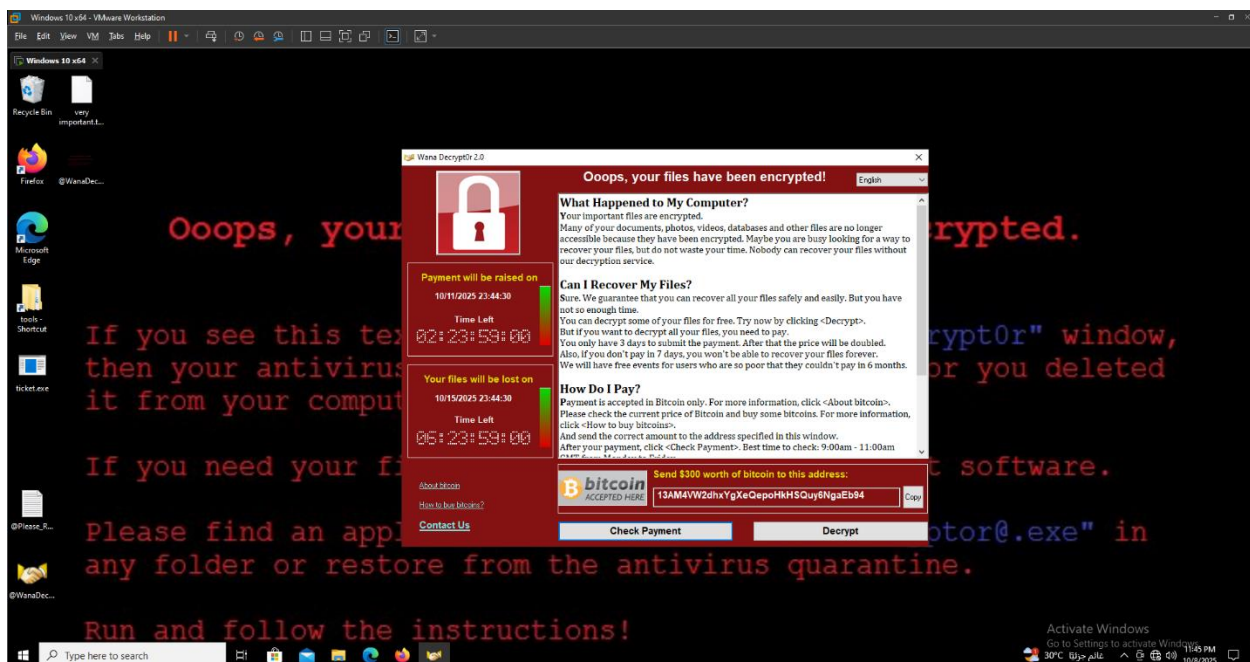 Windows 10 x64 - VMware Workstation
File Edit View VM Tabs Help
Windows 10 x64
Recycle Bin
very
important.t...
Firefox
@WanaDec...
Microsoft
Edge
tools -
Shortcut
ticket.exe
@Please_R...
@WanaDec...
Ooops, your
rypted.
If you see this tex
rypt0r" window,
then your antivirus
or you deleted
it from your comput
If you need your fi
software.
Please find an appl
ptor@.exe" in
any folder or restore from the antivirus quarantine.
Run and follow the instructions!
Wana Decrypt0r 2.0
Ooops, your files have been encrypted!
English
Payment will be raised on
10/11/2025 23:44:30
Time Left
02:23:59:00
Your files will be lost on
10/15/2025 23:44:30
Time Left
06:23:59:00
About bitcoin
How to buy bitcoins?
Contact Us
What Happened to My Computer?
Your important files are encrypted.
Many of your documents, photos, videos, databases and other files are no longer
accessible because they have been encrypted. Maybe you are busy looking for a way to
recover your files, but do not waste your time. Nobody can recover your files without
our decryption service.
Can I Recover My Files?
Sure. We guarantee that you can recover all your files safely and easily. But you have
not so enough time.
You can decrypt some of your files for free. Try now by clicking <Decrypt>.
But if you want to decrypt all your files, you need to pay.
You only have 3 days to submit the payment. After that the price will be doubled.
Also, if you don't pay in 7 days, you won't be able to recover your files forever.
We will have free events for users who are so poor that they couldn't pay in 6 months.
How Do I Pay?
Payment is accepted in Bitcoin only. For more information, click <About bitcoin>.
Please check the current price of Bitcoin and buy some bitcoins. For more information,
click <How to buy bitcoins>.
And send the correct amount to the address specified in this window.
After your payment, click <Check Payment>. Best time to check: 9:00am - 11:00am
GMT from Monday to Friday
bitcoin
ACCEPTED HERE
Send $300 worth of bitcoin to this address:
13AM4VW2dhxYgXeQepoHkHSQuy6NgaEb94
Copy
Check Payment
Decrypt
Activate Windows
Go to Settings to activate Windows.
Type here to search
30°C غائم جزئيًا
11:45 PM
10/8/2025